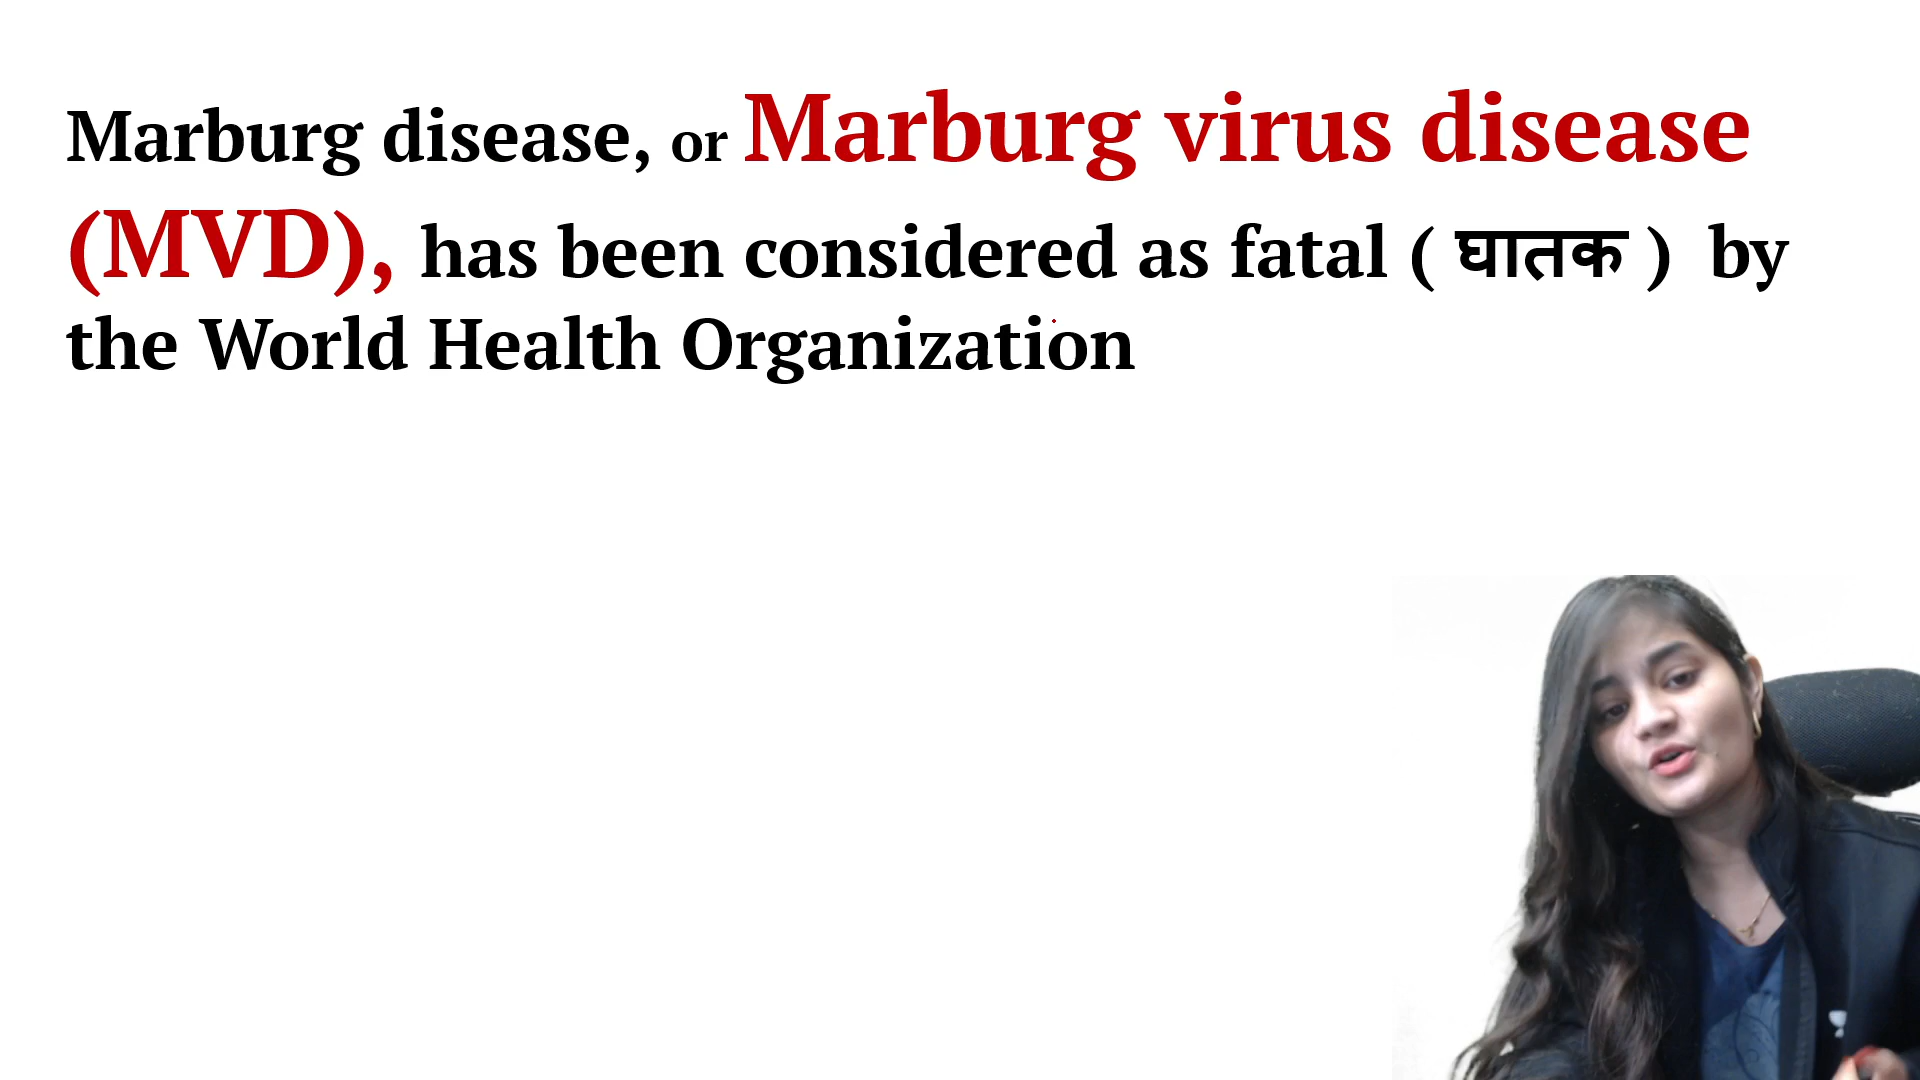 Marburg disease, or Marburg virus disease
(MVD), has been considered as fatal ( घातक ) by
the World Health Organization